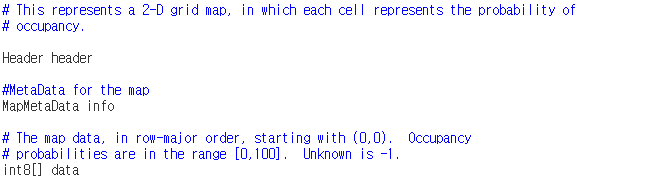 # This represents a 2-D grid map, in which each cell represents the probability of
# occupancy.
Header header
#MetaData for the map
MapMetaData info
# The map data, in row-major order, starting with (0,0).  Occupancy
# probabilities are in the range [0,100].  Unknown is -1.
int8[] data